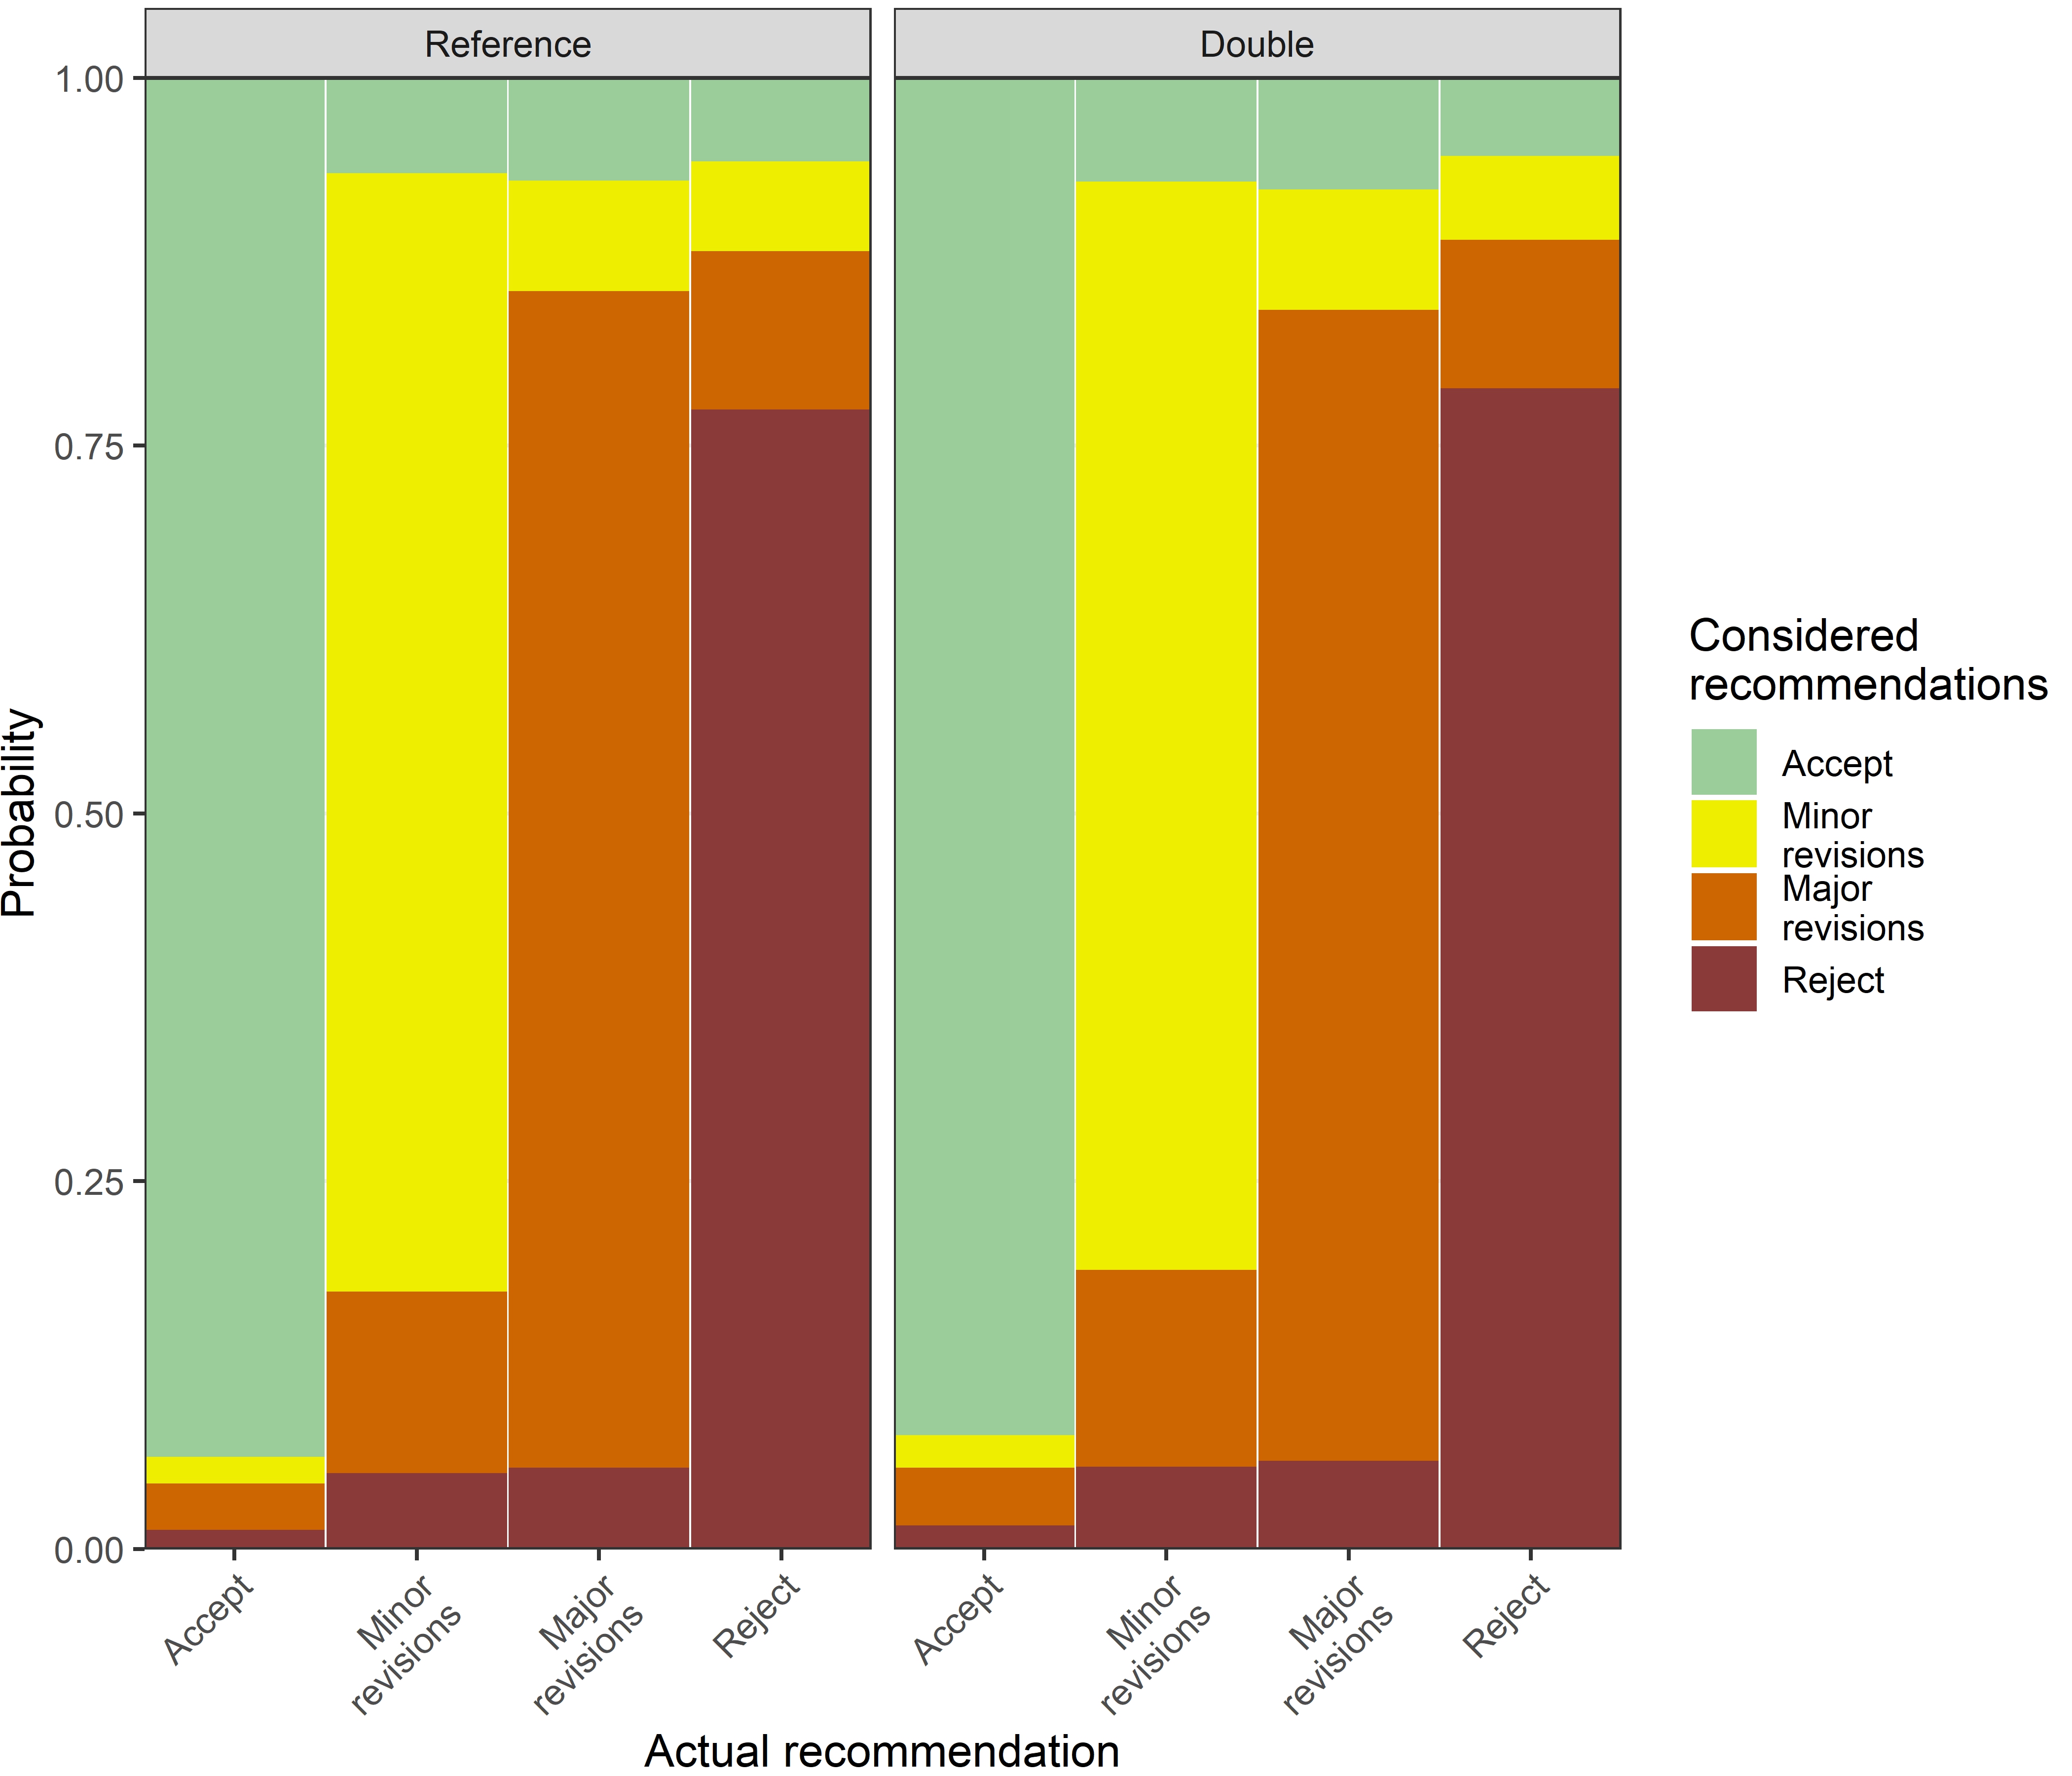 Reference
Double
1.00
0.75
0.50
0.25
0.00
Probability
Accept
Minor
revisions
Major
revisions
Reject
Accept
Minor
revisions
Major
revisions
Reject
Actual recommendation
Considered
recommendations
Accept
Minor
revisions
Major
revisions
Reject